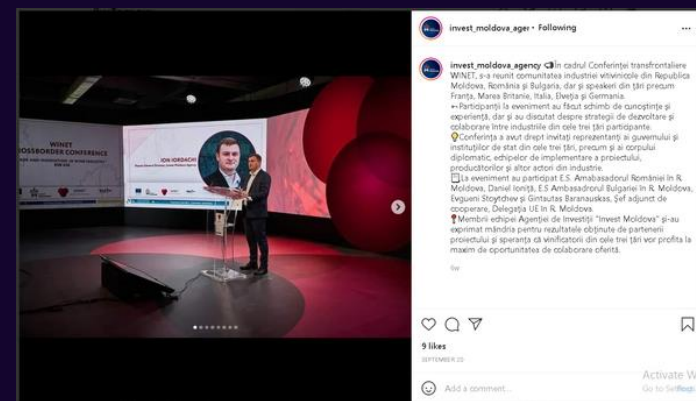 WINET
CROSSBORDER CONFERENCE
ION IORDACHI
invest_moldova_ager • Following
invest_moldova_agency În cadrul Conferinței transfrontaliere
WINET, s-a reunit comunitatea industriei vitivinicole din Republica
Moldova, România și Bulgaria, dar și speakeri din țări precum
Franța, Marea Britanie, Italia, Elveția și Germania.
Participanții la eveniment au făcut schimb de cunoștințe și
experiență, dar și au discutat despre strategii de dezvoltare și
colaborare între industriile din cele trei țări participante.
Conferința a avut drept invitați reprezentanți ai guvernului și
instituțiilor de stat din cele trei țări, precum și ai corpului
diplomatic, echipelor de implementare a proiectului,
producătorilor și altor actori din industrie.
La eveniment au participat E.S. Amabasadorul României în R.
Moldova, Daniel Ioniță, E.S Ambasadrorul Bulgariei în R. Moldova,
Evgueni Stoytchev și Gintautas Baranauskas, Șef adjunct de
cooperare, Delegația UE în R. Moldova.
Membrii echipei Agenției de Investiții "Invest Moldova" și-au
exprimat mândria pentru rezultatele obținute de partenerii
proiectului și speranța că vinificatorii din cele trei țări vor profita la
maxim de oportunitatea de colaborare oferită.
9 likes
SEPTEMBER 20
Add a comment...
Activate W
Go to Set